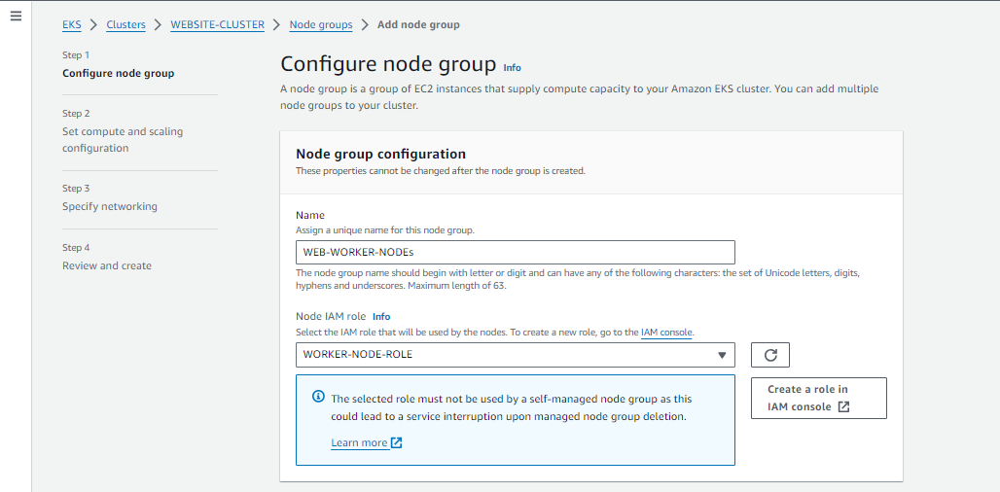 EKS > Clusters > WEBSITE-CLUSTER > Node groups > Add node group
Step 1
Configure node group
Step 2
Set compute and scaling
configuration
Step 3
Specify networking
Step 4
Review and create
Configure node group Info
A node group is a group of EC2 instances that supply compute capacity to your Amazon EKS cluster. You can add multiple
node groups to your cluster.
Node group configuration
These properties cannot be changed after the node group is created.
Name
Assign a unique name for this node group.
WEB-WORKER-NODEs
The node group name should begin with letter or digit and can have any of the following characters: the set of Unicode letters, digits,
hyphens and underscores. Maximum length of 63.
Node IAM role Info
Select the IAM role that will be used by the nodes. To create a new role, go to the IAM console.
WORKER-NODE-ROLE
The selected role must not be used by a self-managed node group as this
could lead to a service interruption upon managed node group deletion.
Learn more
Create a role in
IAM console